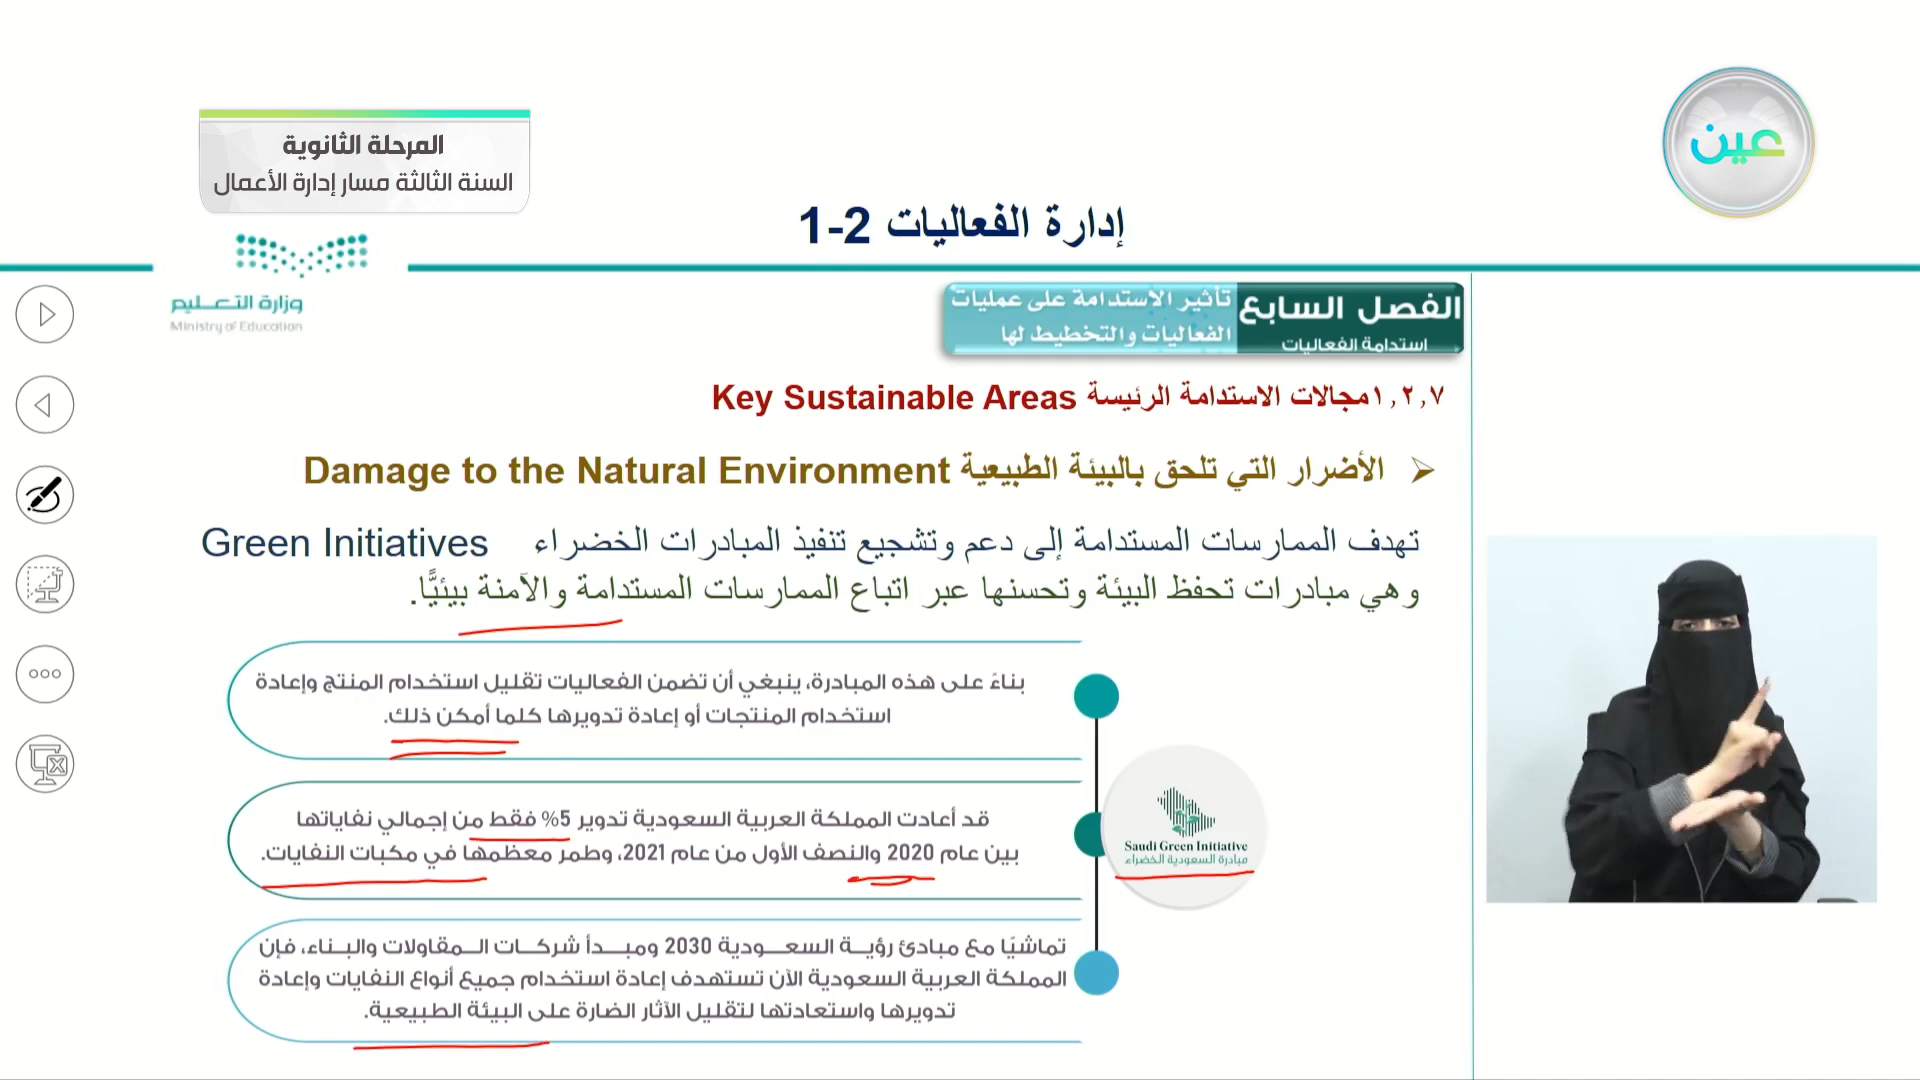 المرحلة الثانوية
السنة الثالثة مسار إدارة الأعمال
عين
إدارة الفعاليات 2-1
وزارة التعليم
Ministry of Education
الفصل السابع
استدامة الفعاليات
تأثير الاستدامة على عمليات
الفعاليات والتخطيط لها
١,٢,٧مجالات الاستدامة الرئيسة Key Sustainable Areas
الأضرار التي تلحق بالبيئة الطبيعية Damage to the Natural Environment
تهدف الممارسات المستدامة إلى دعم وتشجيع تنفيذ المبادرات الخضراء Green Initiatives
وهي مبادرات تحفظ البيئة وتحسنها عبر اتباع الممارسات المستدامة والآمنة بيئيًّا.
بناءً على هذه المبادرة، ينبغي أن تضمن الفعاليات تقليل استخدام المنتج وإعادة
استخدام المنتجات أو إعادة تدويرها كلما أمكن ذلك.
قد أعادت المملكة العربية السعودية تدوير 5% فقط من إجمالي نفاياتها
بين عام 2020 والنصف الأول من عام 2021، وطمر معظمها في مكبات النفايات.
Saudi Green Initiative
مبادرة السعودية الخضراء
تماشيًا مع مبادئ رؤية السعودية 2030 ومبدأ شركات المقاولات والبناء، فإن
المملكة العربية السعودية الآن تستهدف إعادة استخدام جميع أنواع النفايات وإعادة
تدويرها واستعادتها لتقليل الآثار الضارة على البيئة الطبيعية.